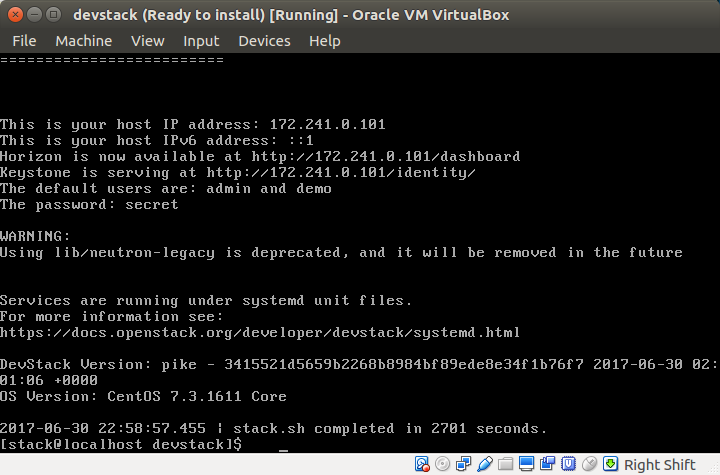 devstack (Ready to install) [Running] - Oracle VM VirtualBox
File Machine View Input Devices Help
=========================
This is your host IP address: 172.241.0.101
This is your host IPv6 address: ::1
Horizon is now available at http://172.241.0.101/dashboard
Keystone is serving at http://172.241.0.101/identity/
The default users are: admin and demo
The password: secret
WARNING:
Using lib/neutron-legacy is deprecated, and it will be removed in the future
Services are running under systemd unit files.
For more information see:
https://docs.openstack.org/developer/devstack/systemd.html
DevStack Version: pike - 3415521d5659b2268b8984bf89ede8e34f1b76f7 2017-06-30 02:
01:06 +0000
OS Version: CentOS 7.3.1611 Core
2017-06-30 22:58:57.455 | stack.sh completed in 2701 seconds.
[stack@localhost devstack]$ _
Right Shift